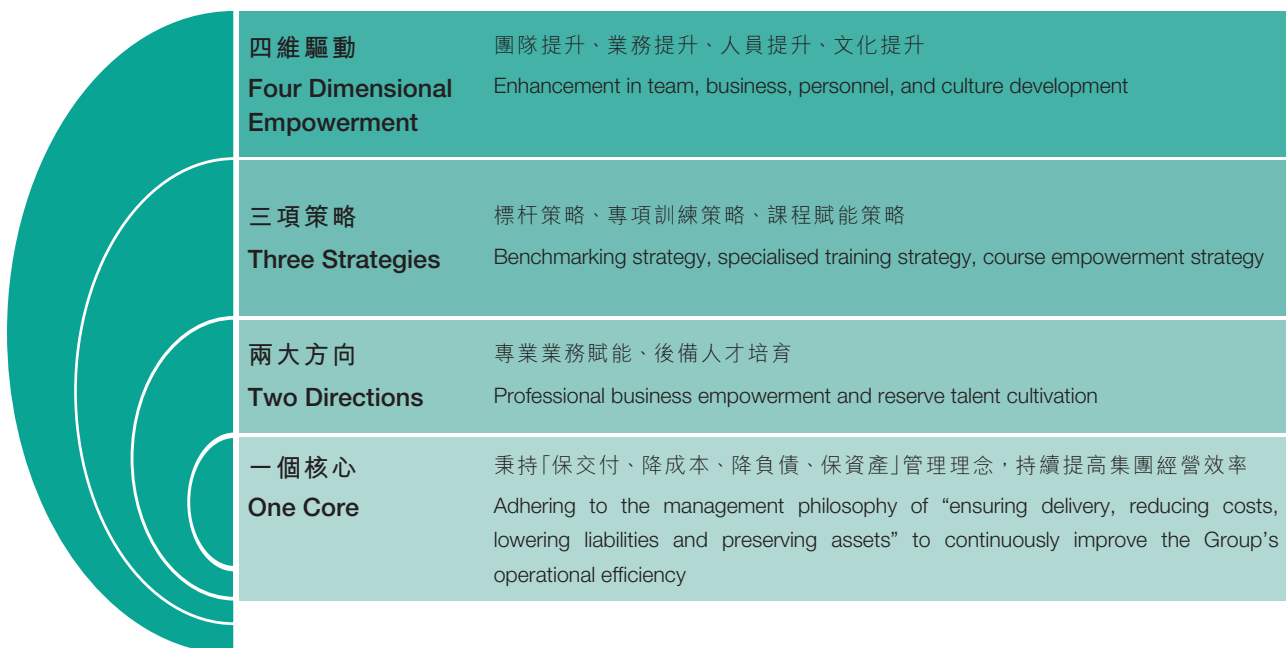 四維驅動
Four Dimensional
Empowerment
團隊提升、業務提升、人員提升、文化提升
Enhancement in team, business, personnel, and culture development
三項策略
Three Strategies
標杆策略、專項訓練策略、課程賦能策略
Benchmarking strategy, specialised training strategy, course empowerment strategy
兩大方向
Two Directions
專業業務賦能、後備人才培育
Professional business empowerment and reserve talent cultivation
一個核心
One Core
秉持「保交付、降成本、降負債、保資產」管理理念，持續提高集團經營效率
Adhering to the management philosophy of “ensuring delivery, reducing costs,
lowering liabilities and preserving assets” to continuously improve the Group’s
operational efficiency